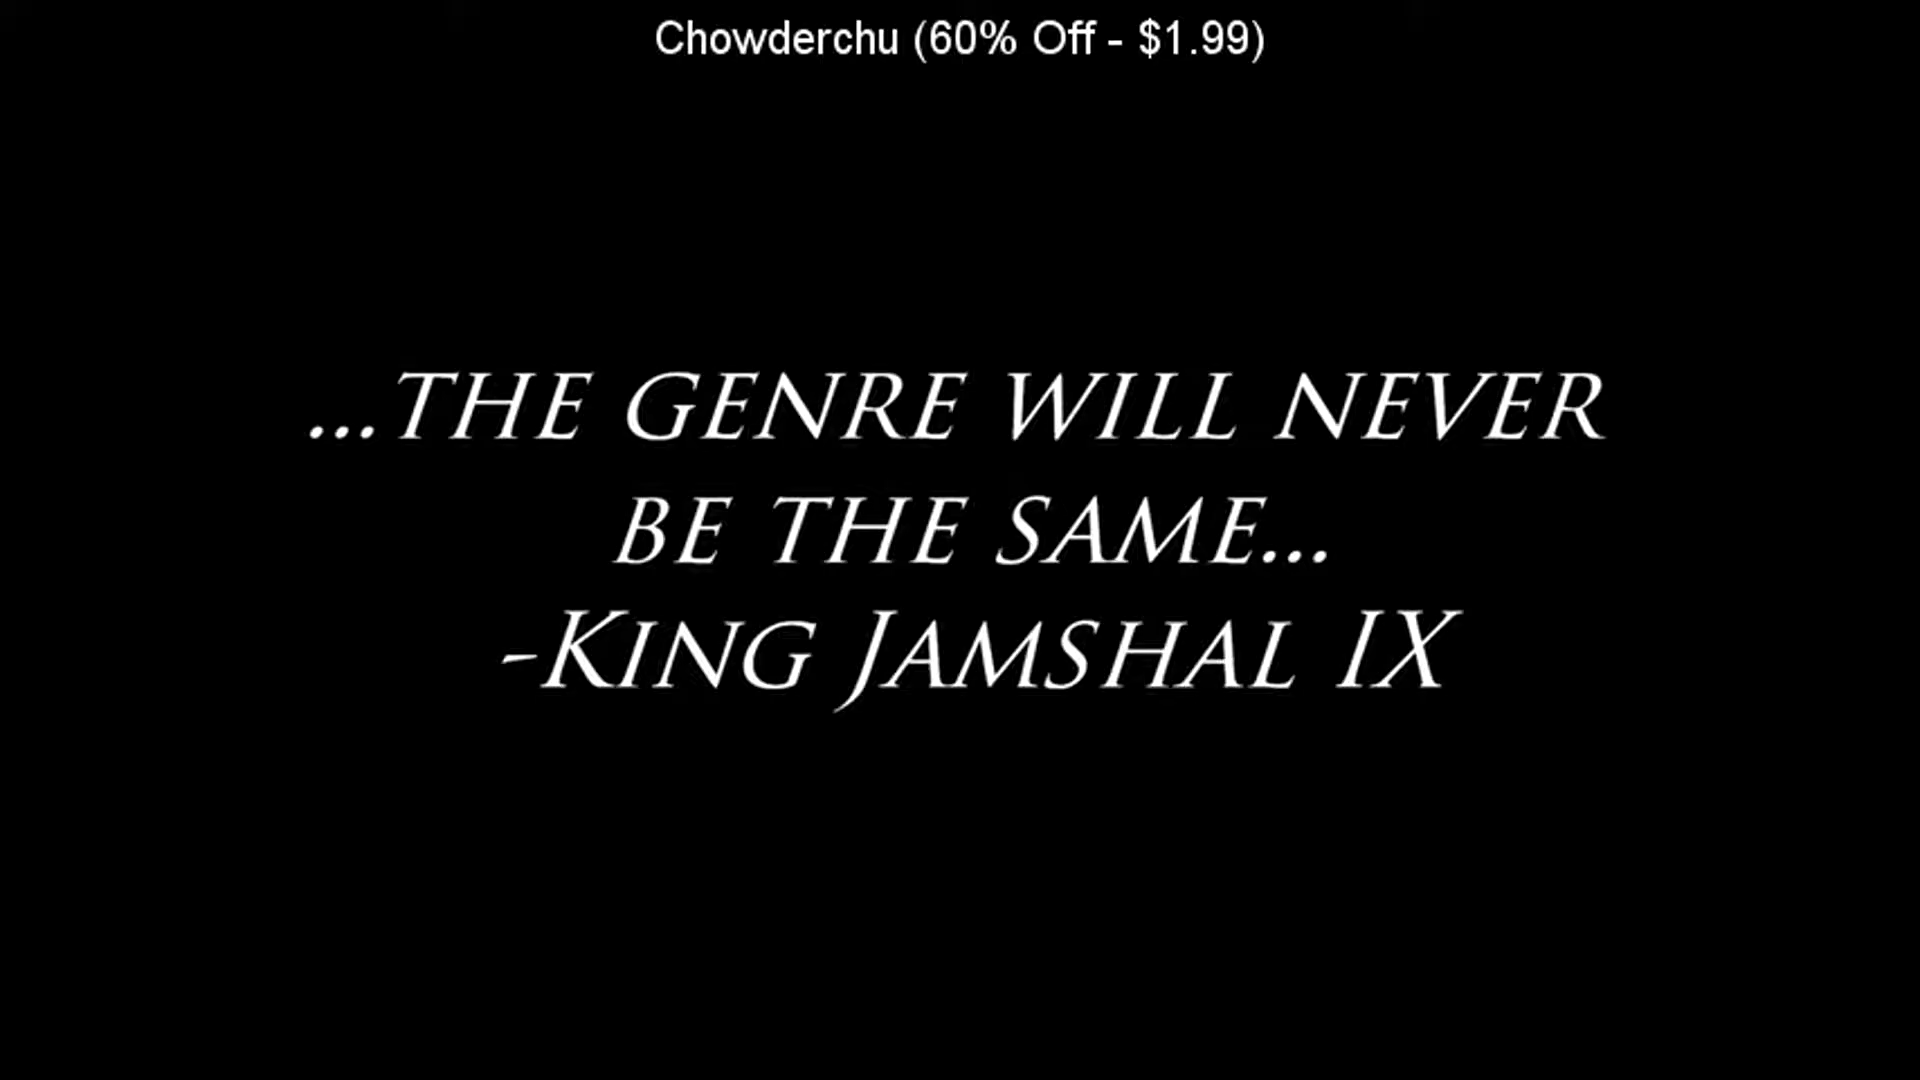 Chowderchu (60% Off - $1.99)
...THE GENRE WILL NEVER
BE THE SAME...
-KING JAMSHAL IX